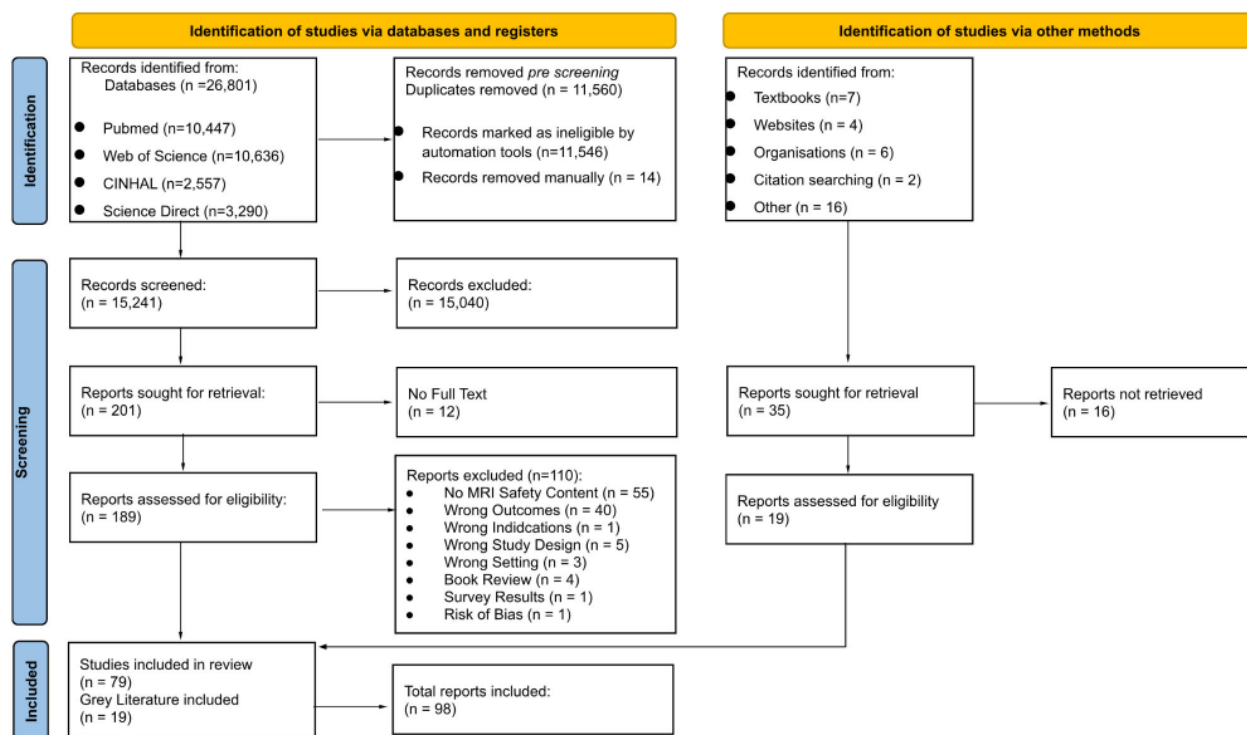 Identification of studies via databases and registers
Identification of studies via other methods
Identification
Records identified from:
Databases (n =26,801)
● Pubmed (n=10,447)
● Web of Science (n=10,636)
● CINHAL (n=2,557)
● Science Direct (n=3,290)
Records removed pre screening
Duplicates removed (n = 11,560)
● Records marked as ineligible by
automation tools (n=11,546)
● Records removed manually (n = 14)
Records identified from:
● Textbooks (n=7)
● Websites (n = 4)
● Organisations (n = 6)
● Citation searching (n = 2)
● Other (n = 16)
Screening
Records screened:
(n = 15,241)
Records excluded:
(n = 15,040)
Reports sought for retrieval:
(n = 201)
No Full Text
(n = 12)
Reports sought for retrieval
(n = 35)
Reports not retrieved
(n = 16)
Reports assessed for eligibility:
(n = 189)
Reports excluded (n=110):
● No MRI Safety Content (n = 55)
● Wrong Outcomes (n = 40)
● Wrong Indidcations (n = 1)
● Wrong Study Design (n = 5)
● Wrong Setting (n = 3)
● Book Review (n = 4)
● Survey Results (n = 1)
● Risk of Bias (n = 1)
Reports assessed for eligibility
(n = 19)
Included
Studies included in review
(n = 79)
Grey Literature included
(n = 19)
Total reports included:
(n = 98)